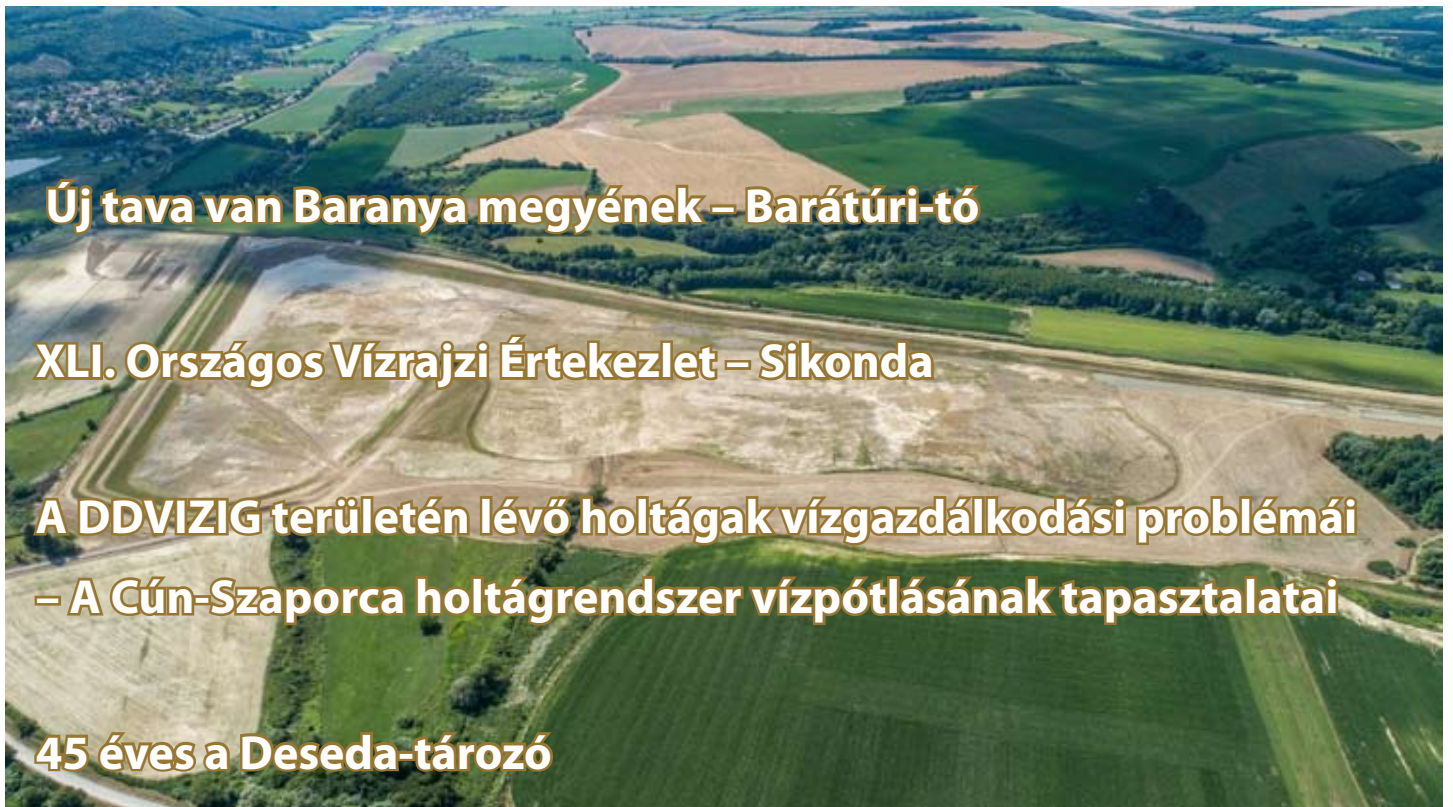 Új tava van Baranya megyének – Barátúri-tó
XLI. Országos Vízrajzi Értekezlet – Sikonda
A DDVIZIG területén lévő holtágak vízgazdálkodási problémái
– A Cún-Szaporca holtágrendszer vízpótlásának tapasztalatai
45 éves a Deseda-tározó